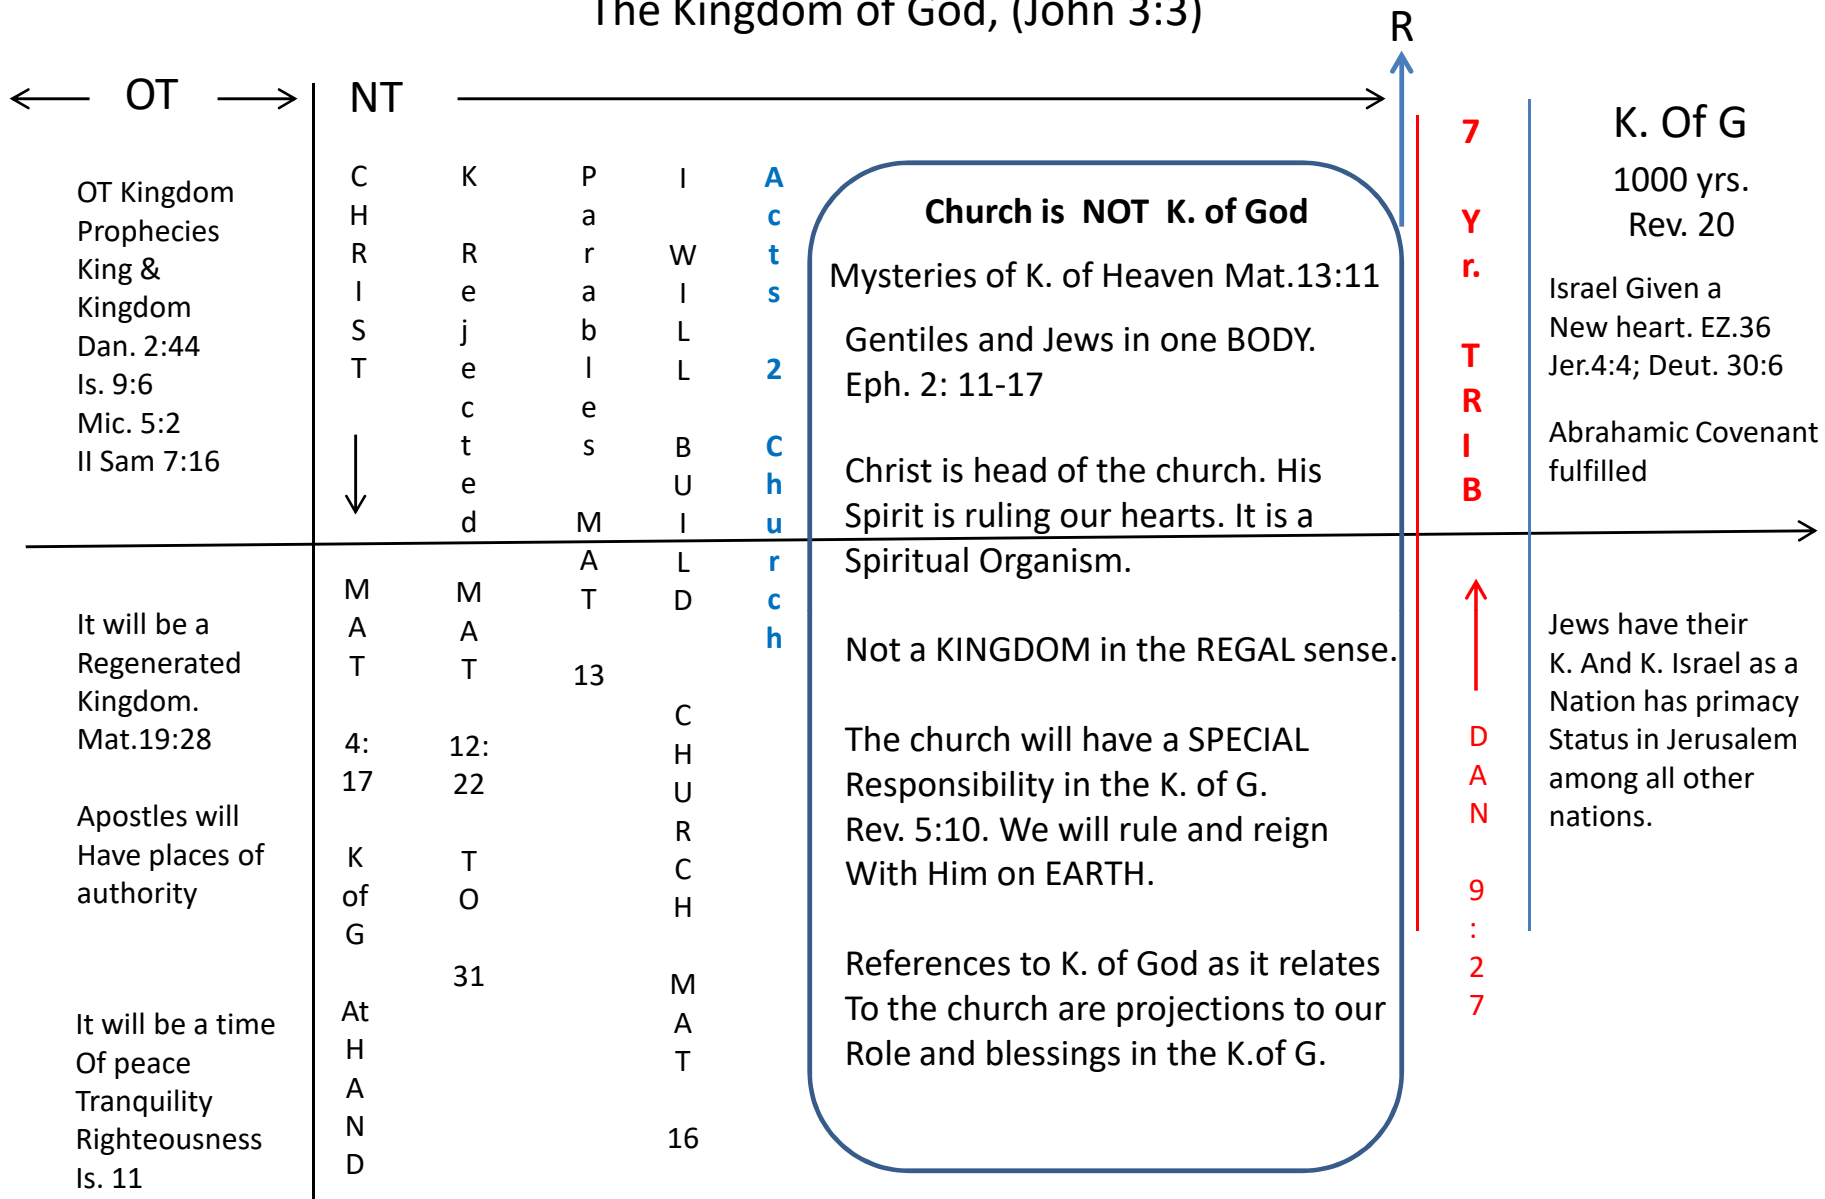 The Kingdom of God, (John 3:3)
R
OT
NT
OT Kingdom
Prophecies
King &
Kingdom
Dan. 2:44
Is. 9:6
Mic. 5:2
II Sam 7:16
It will be a
Regenerated
Kingdom.
Mat.19:28
Apostles will
Have places of
authority
It will be a time
Of peace
Tranquility
Righteousness
Is. 11
CHRIST MAT 4:17 K of G At HAND
K Rejected MAT 12:22 TO 31
Parables MAT 13
I WILL BUILD CHURCH MAT 16
Acts 2 Church
Church is NOT K. of God
Mysteries of K. of Heaven Mat.13:11
Gentiles and Jews in one BODY.
Eph. 2: 11-17
Christ is head of the church. His
Spirit is ruling our hearts. It is a
Spiritual Organism.
Not a KINGDOM in the REGAL sense.
The church will have a SPECIAL
Responsibility in the K. of G.
Rev. 5:10. We will rule and reign
With Him on EARTH.
References to K. of God as it relates
To the church are projections to our
Role and blessings in the K.of G.
7 Yr. TRIB
DAN 9:27
K. Of G
1000 yrs.
Rev. 20
Israel Given a
New heart. EZ.36
Jer.4:4; Deut. 30:6
Abrahamic Covenant
fulfilled
Jews have their
K. And K. Israel as a
Nation has primacy
Status in Jerusalem
among all other
nations.